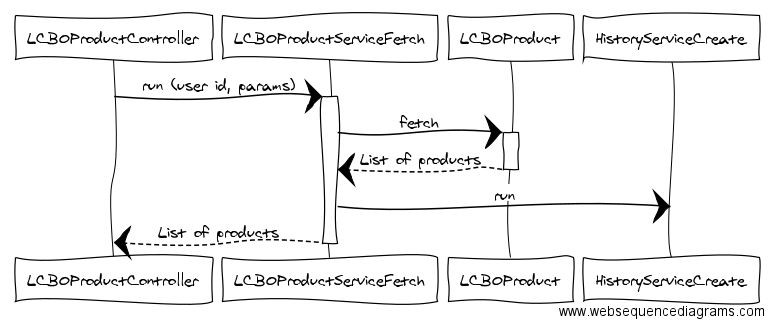 LCBOProductController
LCBOProductServiceFetch
LCBOProduct
HistoryServiceCreate
run (user id, params)
fetch
List of products
run
List of products
LCBOProductController
LCBOProductServiceFetch
LCBOProduct
HistoryServiceCreate
www.websequencediagrams.com